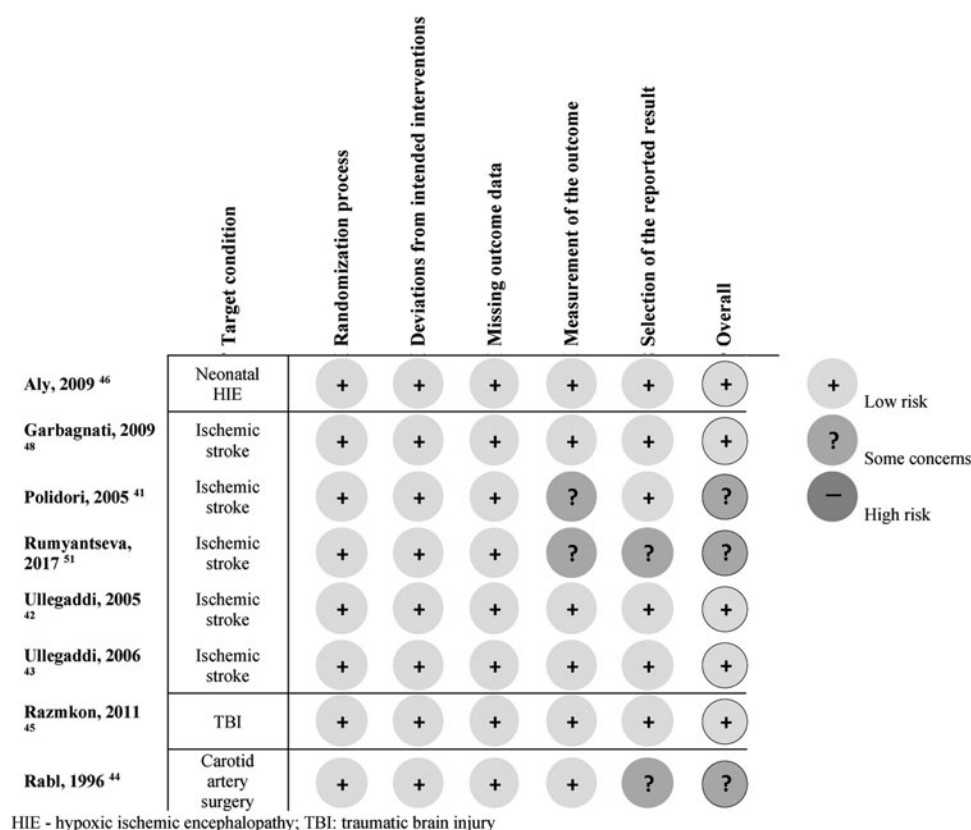 Target condition
Randomization process
Deviations from intended interventions
Missing outcome data
Measurement of the outcome
Selection of the reported result
Overall
Aly, 2009 46
Neonatal
HIE
+ + + + + +
Garbagnati, 2009
48
Ischemic
stroke
+ + + + + +
Polidori, 2005 41
Ischemic
stroke
+ + + ? + ?
Rumyantseva,
2017 51
Ischemic
stroke
+ + + ? ? ?
Ullegaddi, 2005
42
Ischemic
stroke
+ + + + + +
Ullegaddi, 2006
43
Ischemic
stroke
+ + + + + +
Razmkon, 2011
45
TBI
+ + + + + +
Rabl, 1996 44
Carotid
artery
surgery
+ + + + ? ?
+ Low risk
? Some concerns
− High risk
HIE - hypoxic ischemic encephalopathy; TBI: traumatic brain injury